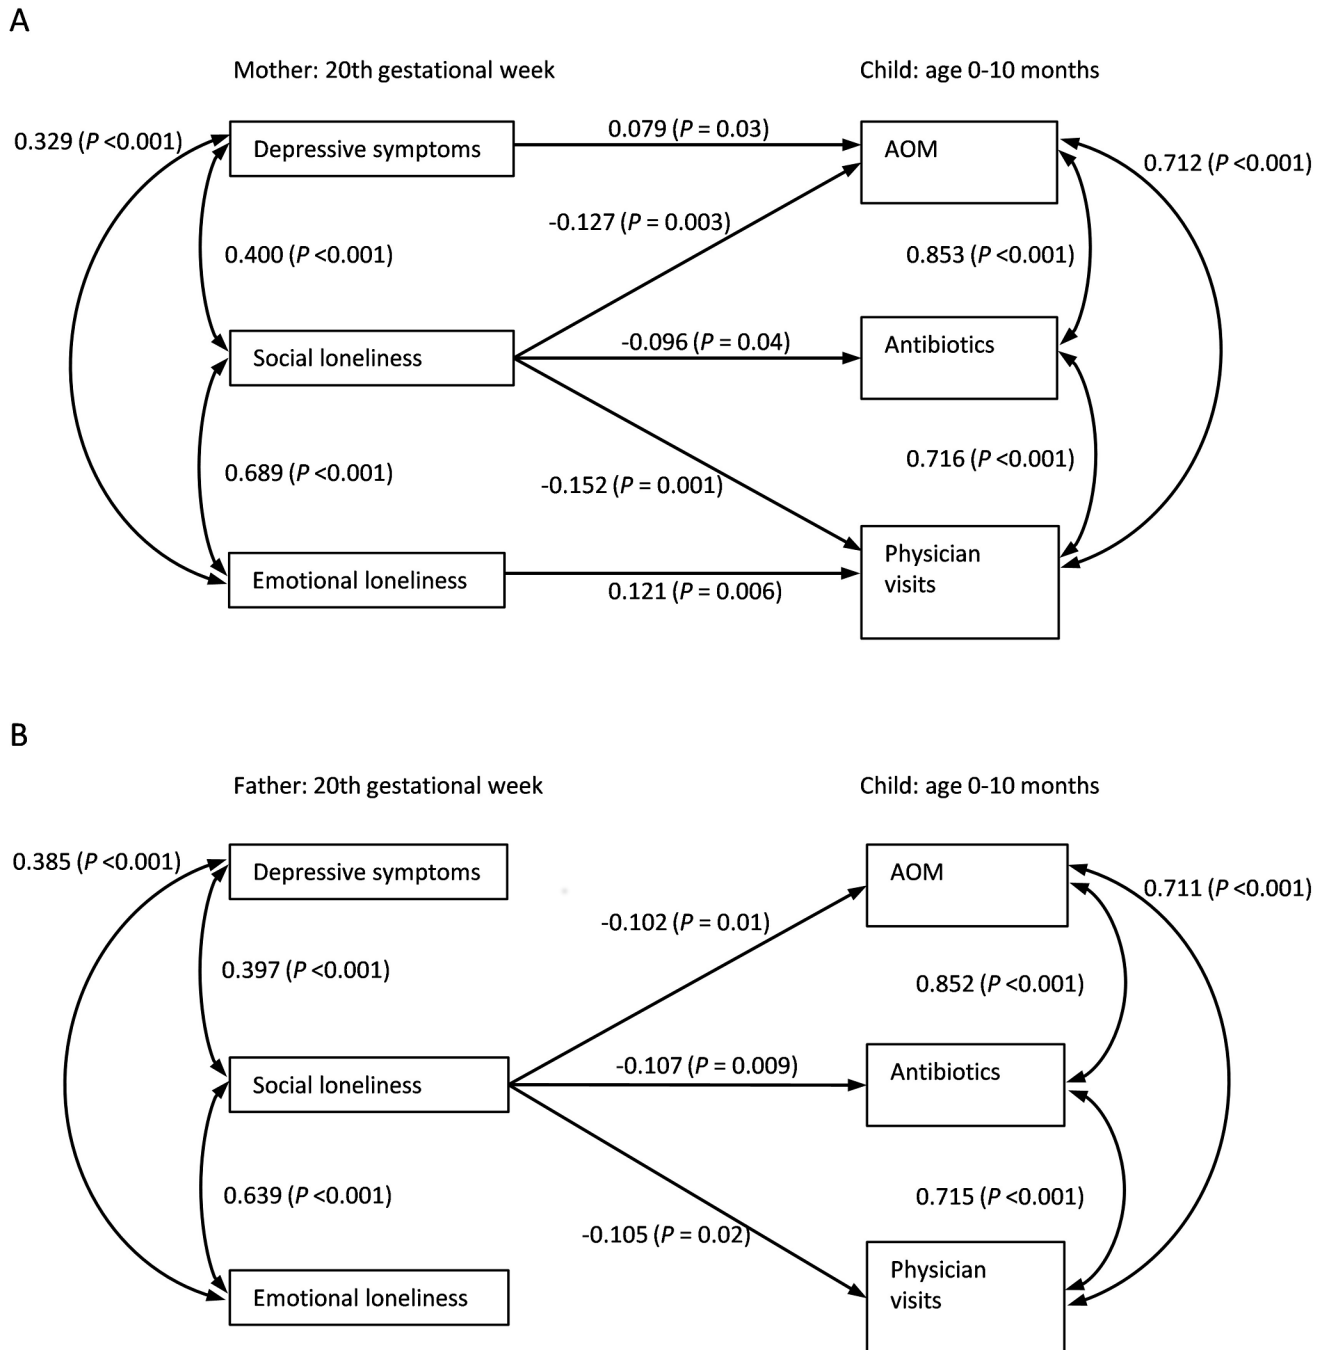 A
Mother: 20th gestational week
Child: age 0-10 months
0.329 (P <0.001)
Depressive symptoms
0.079 (P = 0.03)
AOM
0.712 (P <0.001)
-0.127 (P = 0.003)
0.400 (P <0.001)
0.853 (P <0.001)
Social loneliness
-0.096 (P = 0.04)
Antibiotics
0.689 (P <0.001)
-0.152 (P = 0.001)
0.716 (P <0.001)
Emotional loneliness
0.121 (P = 0.006)
Physician
visits
B
Father: 20th gestational week
Child: age 0-10 months
0.385 (P <0.001)
Depressive symptoms
AOM
0.711 (P <0.001)
-0.102 (P = 0.01)
0.397 (P <0.001)
0.852 (P <0.001)
Social loneliness
-0.107 (P = 0.009)
Antibiotics
0.639 (P <0.001)
-0.105 (P = 0.02)
0.715 (P <0.001)
Emotional loneliness
Physician
visits